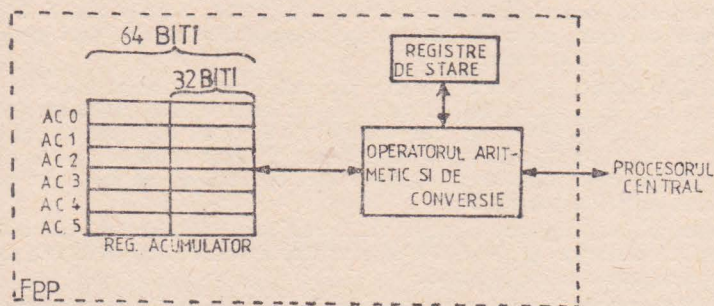 64 BITI
32 BITI
AC 0
AC 1
AC 2
AC 3
AC 4
AC 5
REG. ACUMULATOR
REGISTRE
DE STARE
OPERATORUL ARIT-
METIC SI DE
CONVERSIE
PROCESORUL
CENTRAL
FPP